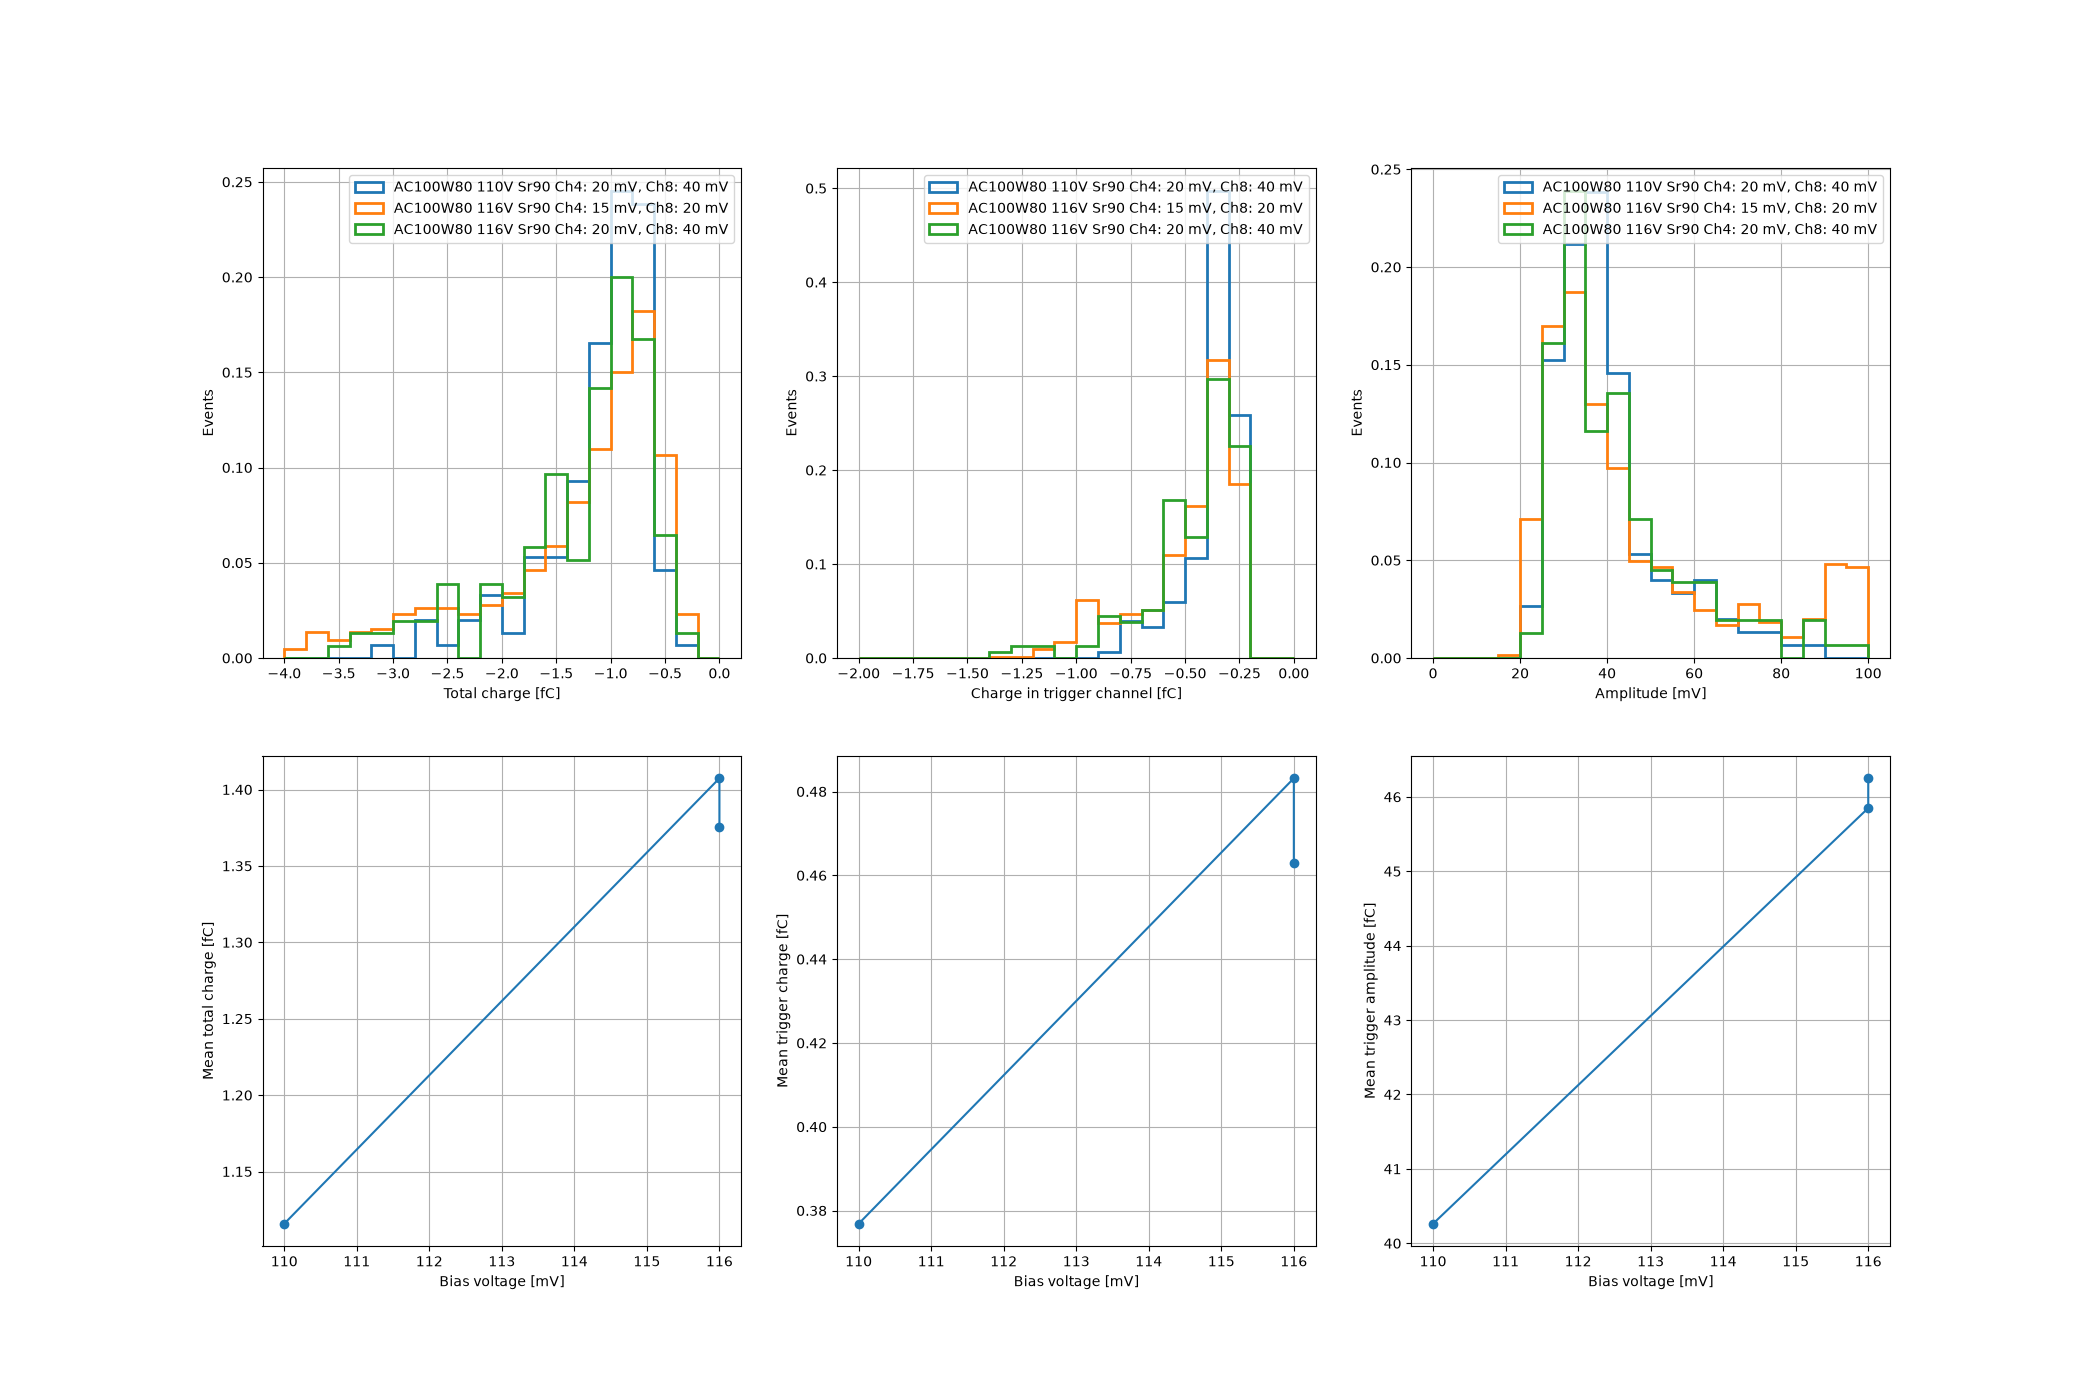 AC100W80 110V Sr90 Ch4: 20 mV, Ch8: 40 mV
AC100W80 116V Sr90 Ch4: 15 mV, Ch8: 20 mV
AC100W80 116V Sr90 Ch4: 20 mV, Ch8: 40 mV
0.25
0.20
0.15
0.10
0.05
0.00
Events
−4.0 −3.5 −3.0 −2.5 −2.0 −1.5 −1.0 −0.5 0.0
Total charge [fC]
AC100W80 110V Sr90 Ch4: 20 mV, Ch8: 40 mV
AC100W80 116V Sr90 Ch4: 15 mV, Ch8: 20 mV
AC100W80 116V Sr90 Ch4: 20 mV, Ch8: 40 mV
0.5
0.4
0.3
0.2
0.1
0.0
Events
−2.00 −1.75 −1.50 −1.25 −1.00 −0.75 −0.50 −0.25 0.00
Charge in trigger channel [fC]
AC100W80 110V Sr90 Ch4: 20 mV, Ch8: 40 mV
AC100W80 116V Sr90 Ch4: 15 mV, Ch8: 20 mV
AC100W80 116V Sr90 Ch4: 20 mV, Ch8: 40 mV
0.25
0.20
0.15
0.10
0.05
0.00
Events
0 20 40 60 80 100
Amplitude [mV]
1.40
1.35
1.30
1.25
1.20
1.15
Mean total charge [fC]
110 111 112 113 114 115 116
Bias voltage [mV]
0.48
0.46
0.44
0.42
0.40
0.38
Mean trigger charge [fC]
110 111 112 113 114 115 116
Bias voltage [mV]
46
45
44
43
42
41
40
Mean trigger amplitude [fC]
110 111 112 113 114 115 116
Bias voltage [mV]